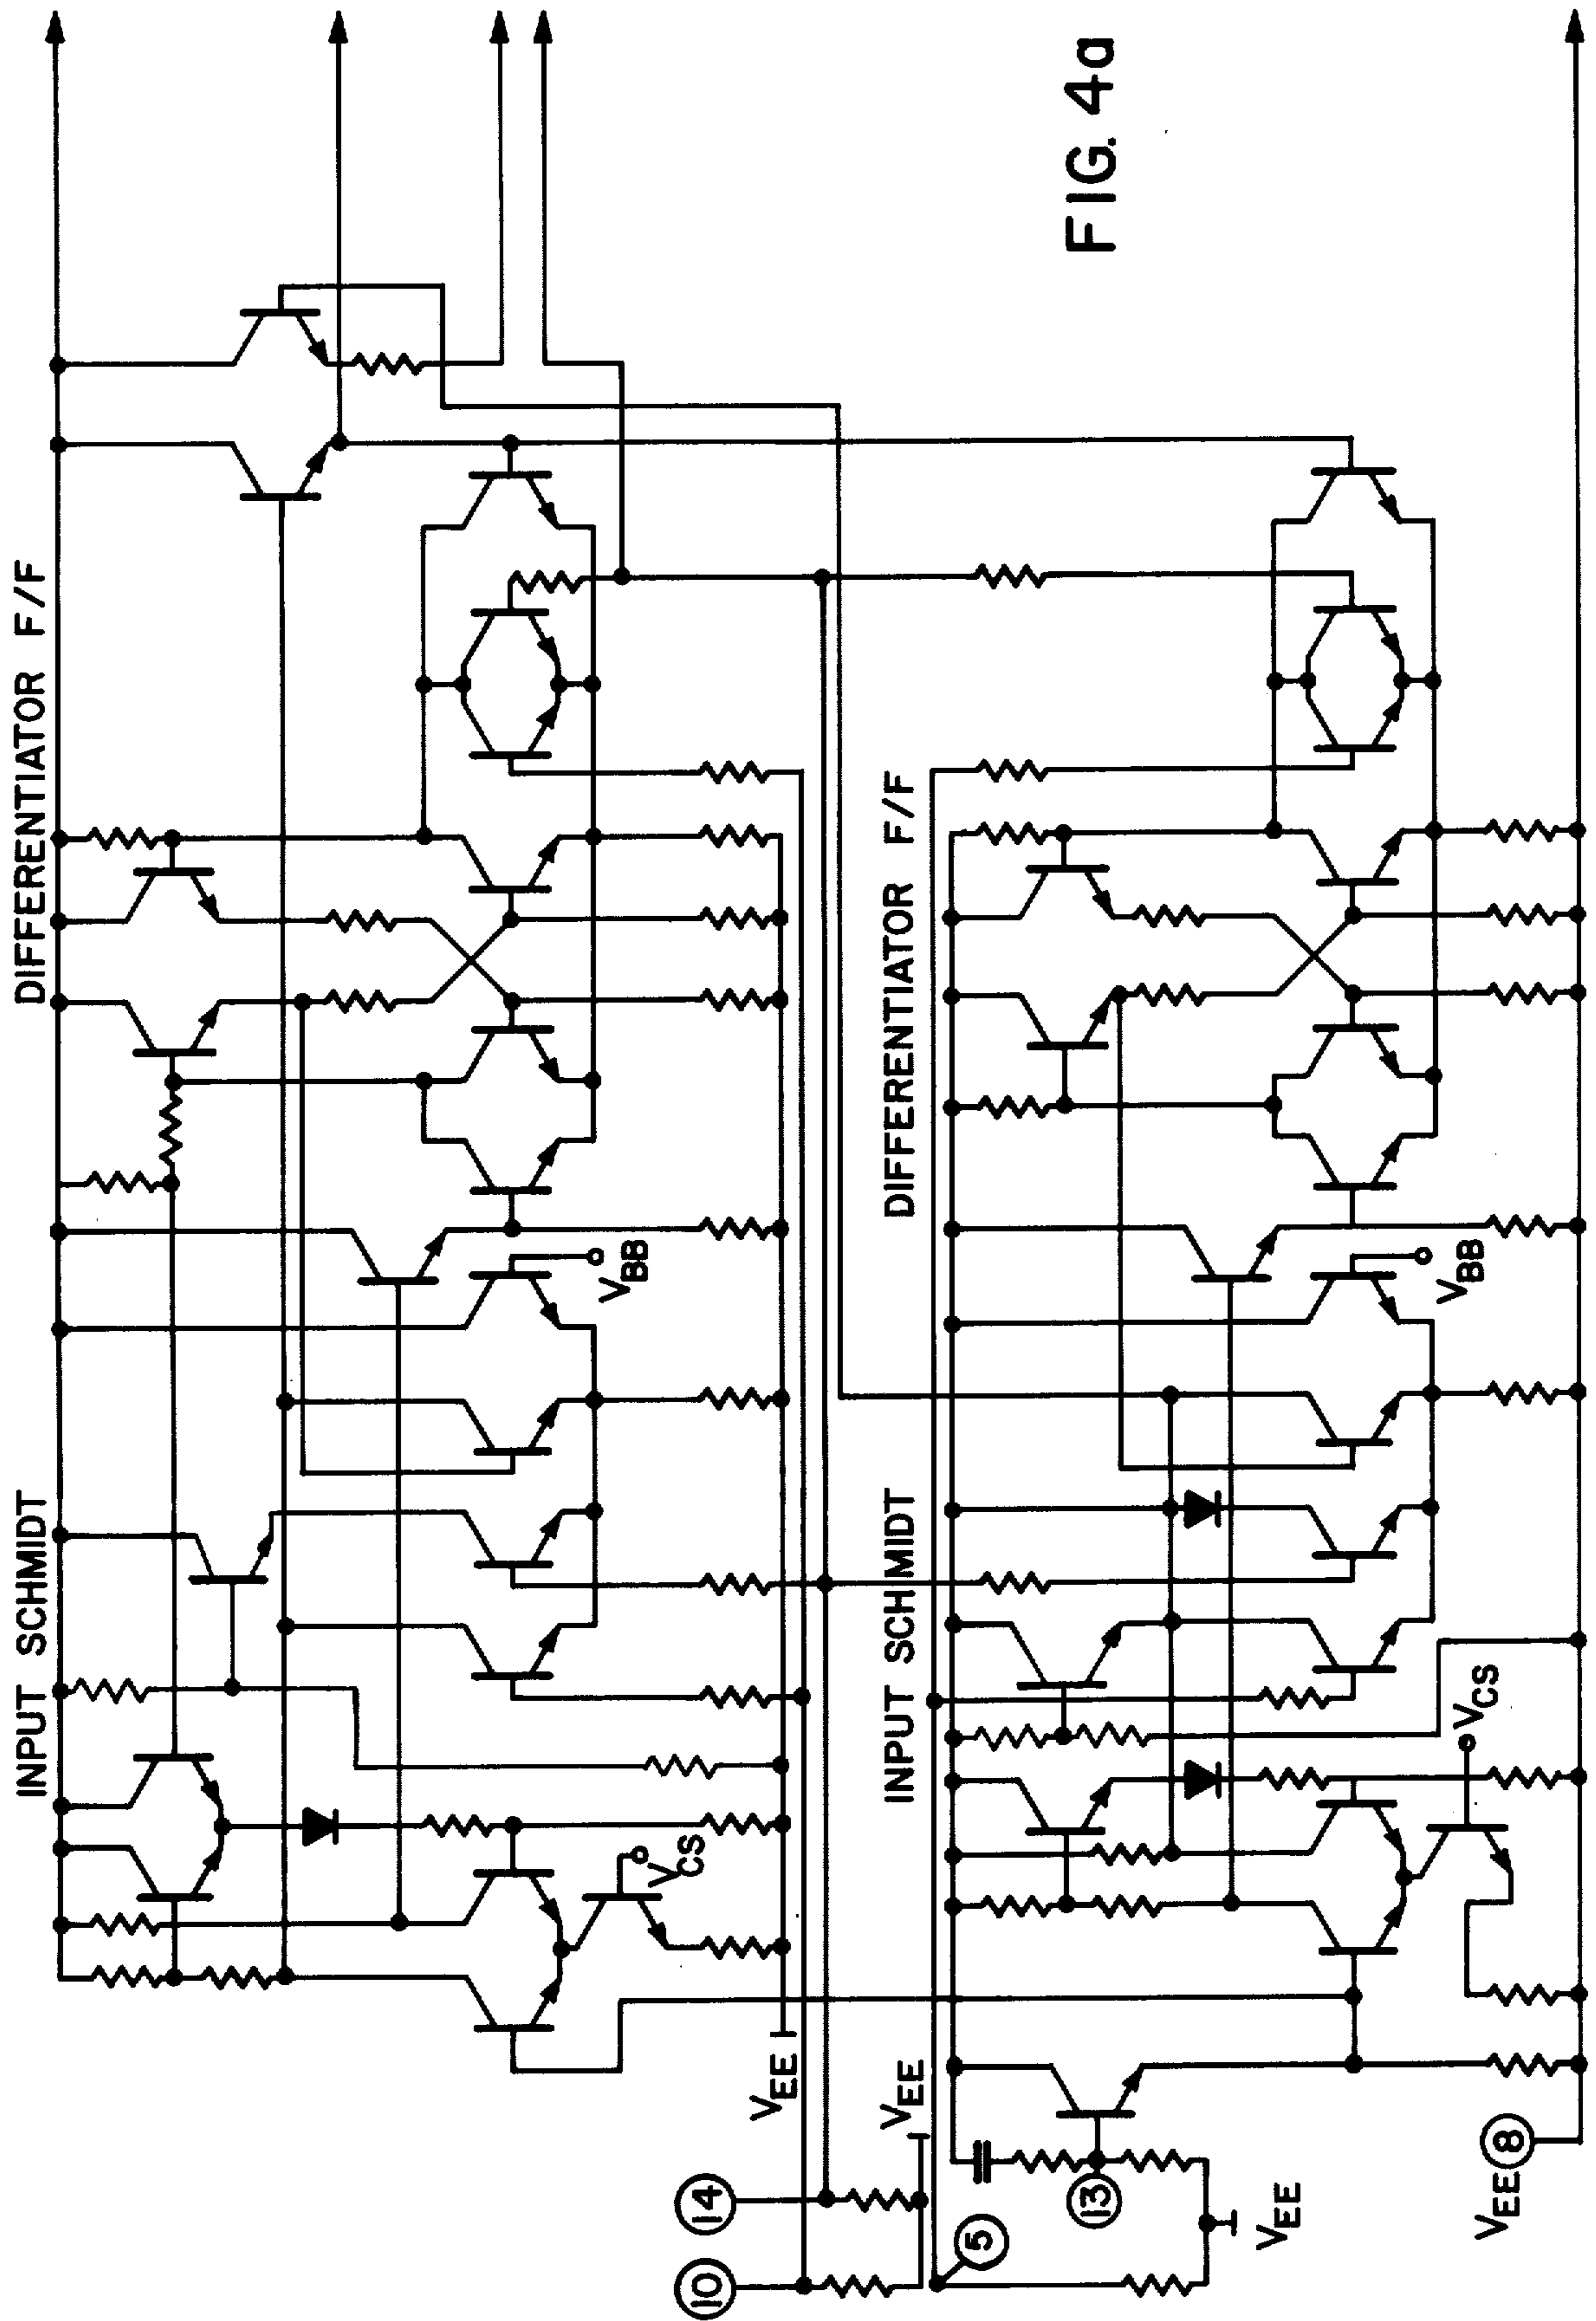 DIFFERENTIATOR F/F
INPUT SCHMIDT
VBB
VCS
VEE
14
10
VEE
DIFFERENTIATOR F/F
INPUT SCHMIDT
VBB
VCS
5
13
VEE
VEE 8
FIG. 4a